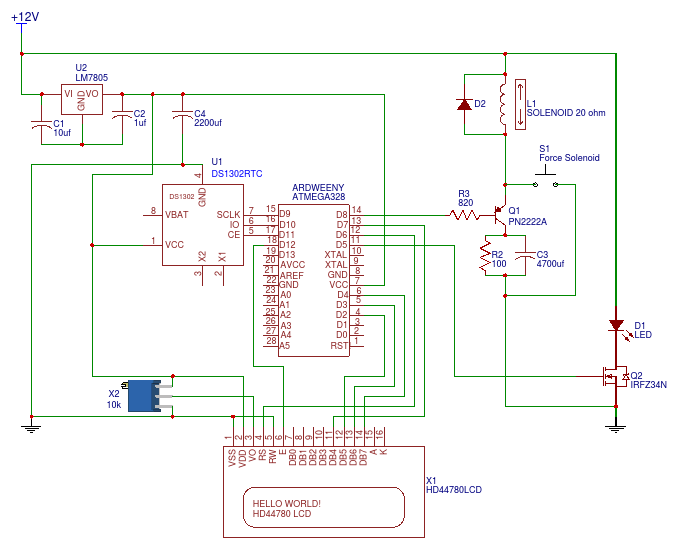 +12V
U2
LM7805
VI VO
GND
C1
10uf
C2
1uf
C4
2200uf
D2
L1
SOLENOID 20 ohm
S1
Force Solenoid
U1
DS1302RTC
4
GND
DS1302
8 VBAT
1 VCC
SCLK 7
IO 6
CE 5
X2 X1
3 2
ARDWEENY
ATMEGA328
15 D9 D8 14
16 D10 D7 13
17 D11 D6 12
18 D12 D5 11
19 D13 XTAL 10
20 AVCC XTAL 9
21 AREF GND 8
22 GND VCC 7
23 A0 D4 6
24 A1 D3 5
25 A2 D2 4
26 A3 D1 3
27 A4 D0 2
28 A5 RST 1
R3
820
Q1
PN2222A
R2
100
C3
4700uf
D1
LED
Q2
IRFZ34N
X2
10k
1 2 3 4 5 6 7 8 9 10 11 12 13 14 15 16
VSS VDD VO RS RW E DB0 DB1 DB2 DB3 DB4 DB5 DB6 DB7 A K
X1
HD44780LCD
HELLO WORLD!
HD44780 LCD